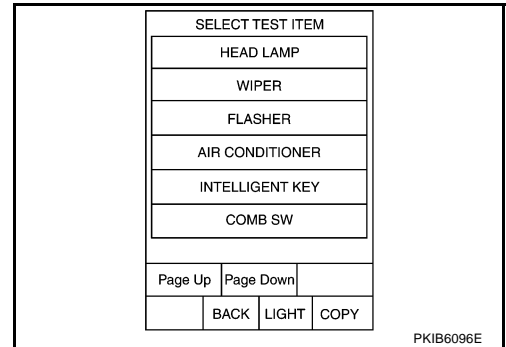 SELECT TEST ITEM
HEAD LAMP
WIPER
FLASHER
AIR CONDITIONER
INTELLIGENT KEY
COMB SW
Page Up Page Down
BACK LIGHT COPY
PKIB6096E